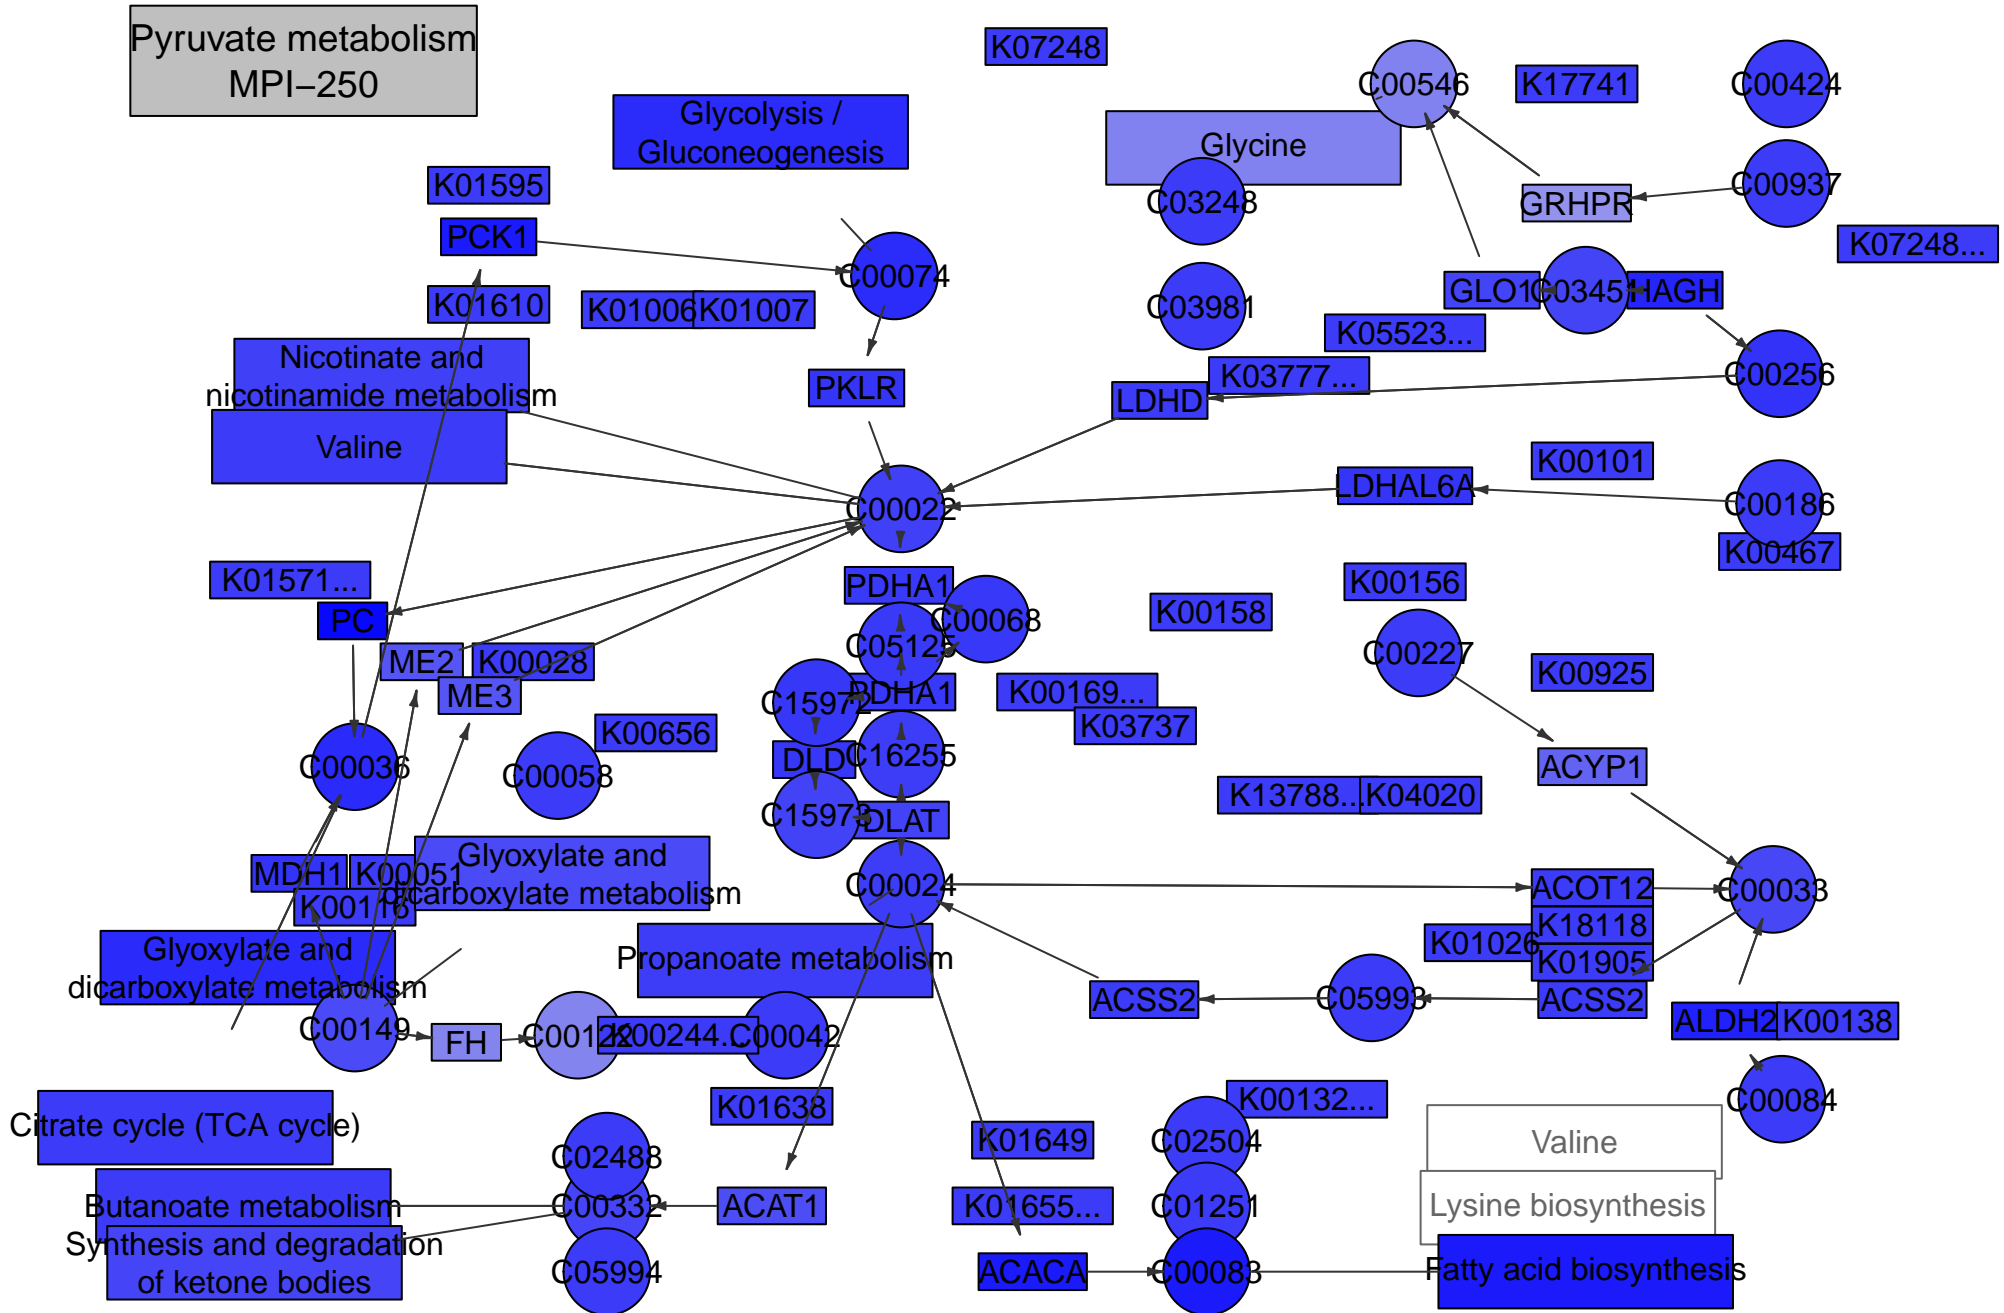 Pyruvate metabolism
MPI−250
K07248
C00546
K17741
C00424
Glycolysis /
Gluconeogenesis
Glycine
K01595
C03248
GRHPR
C00937
PCK1
K07248...
C00074
K01610
K01006
K01007
C03981
GLO1
C03451
HAGH
K05523...
Nicotinate and
nicotinamide metabolism
PKLR
K03777...
LDHD
C00256
Valine
K00101
LDHAL6A
C00186
C00022
K00467
K01571...
PDHA1
K00156
PC
C00068
K00158
C05125
C00227
ME2
K00028
ME3
PDHA1
K00169...
K00925
C15972
K03737
K00656
C00036
C00058
DLD
C16255
ACYP1
K13788...
K04020
C15973
DLAT
MDH1
K00051
Glyoxylate and
dicarboxylate metabolism
K00116
C00024
ACOT12
C00033
K18118
K01026
K01905
Glyoxylate and
dicarboxylate metabolism
Propanoate metabolism
ACSS2
C05993
ACSS2
ALDH2
K00138
C00149
FH
C00122
K00244...
C00042
K01638
K00132...
C00084
Citrate cycle (TCA cycle)
C02488
K01649
C02504
Valine
Butanoate metabolism
C00332
ACAT1
K01655...
C01251
Lysine biosynthesis
Synthesis and degradation
of ketone bodies
C05994
ACACA
C00083
Fatty acid biosynthesis